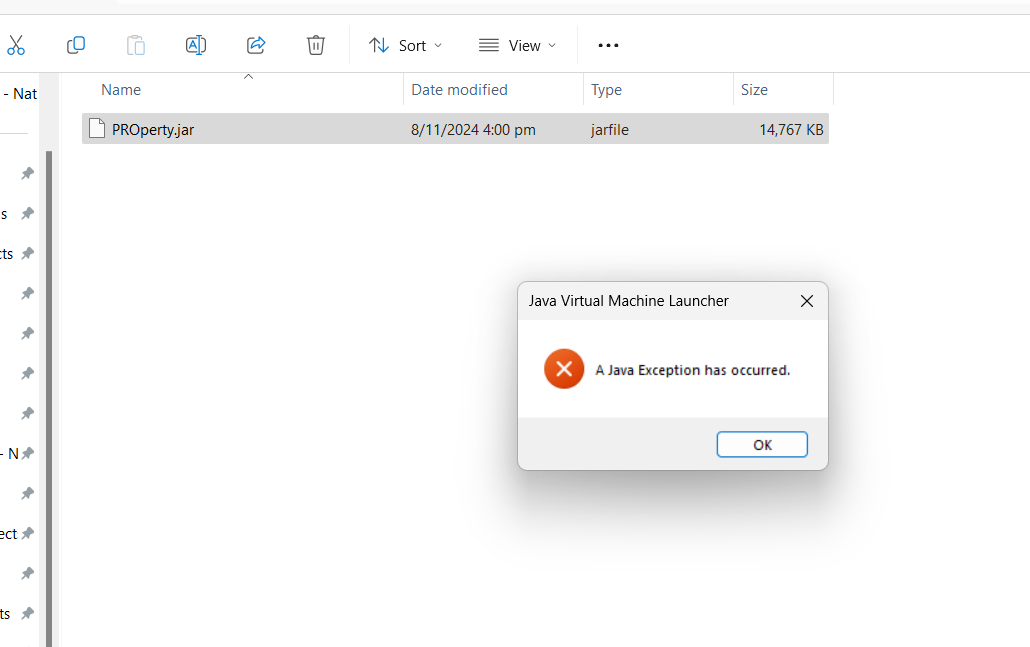 Sort
View
- Nat
Name
Date modified
Type
Size
PROperty.jar
8/11/2024 4:00 pm
jarfile
14,767 KB
s
cts
Java Virtual Machine Launcher
A Java Exception has occurred.
OK
- N
ect
ts